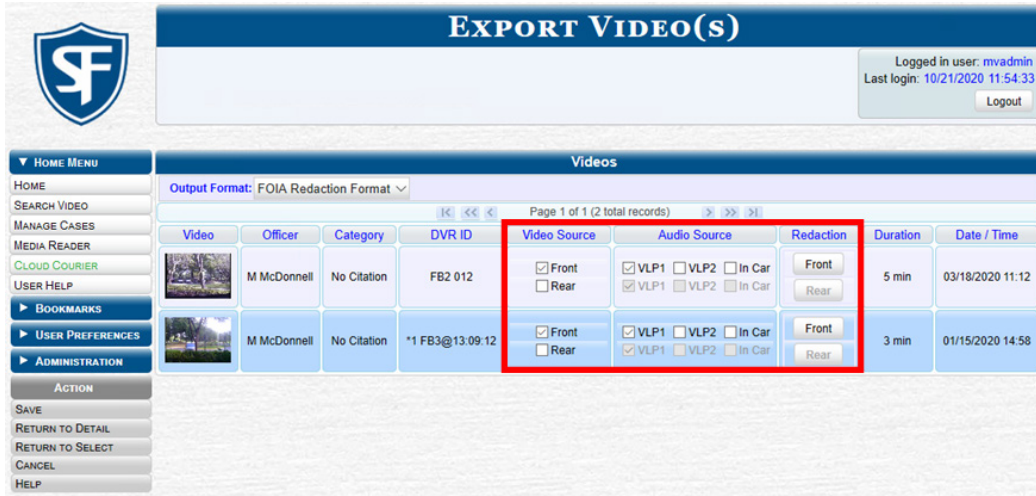 EXPORT VIDEO(S)
SF
Logged in user: mvadmin
Last login: 10/21/2020 11:54:33
Logout
▼ HOME MENU
HOME
SEARCH VIDEO
MANAGE CASES
MEDIA READER
CLOUD COURIER
USER HELP
▶ BOOKMARKS
▶ USER PREFERENCES
▶ ADMINISTRATION
ACTION
SAVE
RETURN TO DETAIL
RETURN TO SELECT
CANCEL
HELP
Videos
Output Format: FOIA Redaction Format
Page 1 of 1 (2 total records)
Video Officer Category DVR ID Video Source Audio Source Redaction Duration Date / Time
M McDonnell No Citation FB2 012 5 min 03/18/2020 11:12
Front VLP1 VLP2 In Car Front
Rear VLP1 VLP2 In Car Rear
M McDonnell No Citation *1 FB3@13:09:12 3 min 01/15/2020 14:58
Front VLP1 VLP2 In Car Front
Rear VLP1 VLP2 In Car Rear